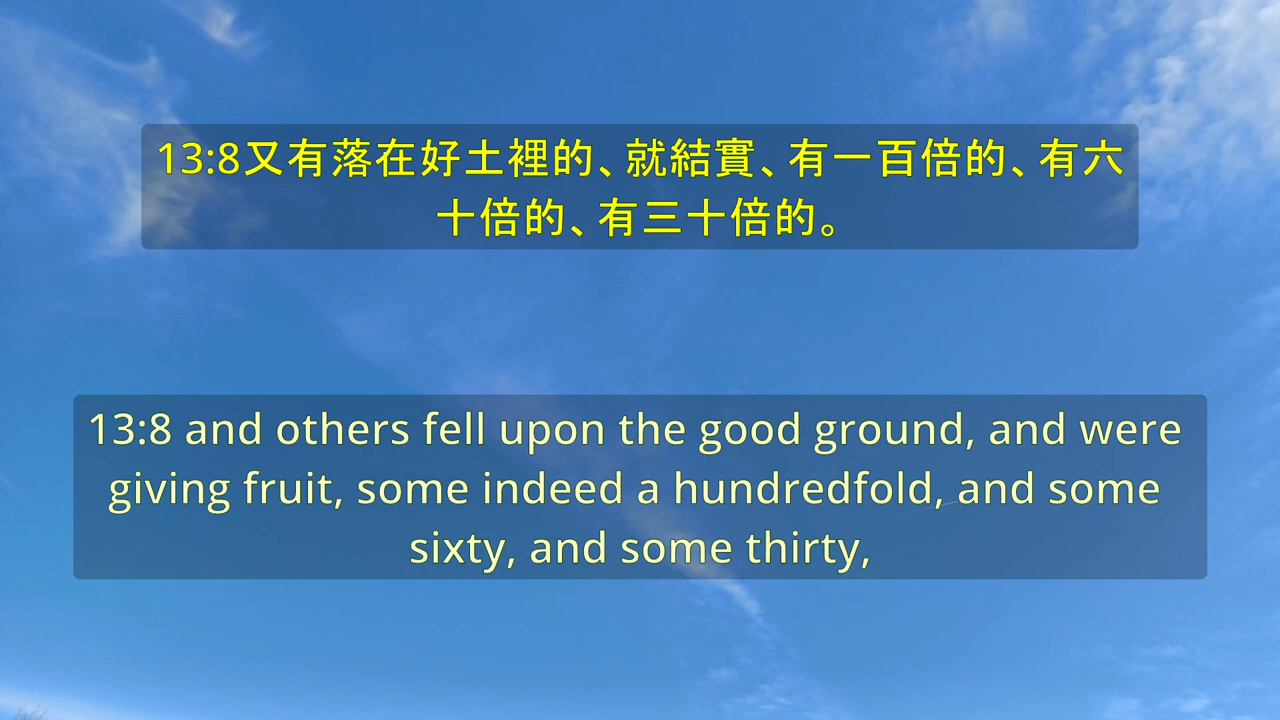 13:8又有落在好土裡的、就結實、有一百倍的、有六
十倍的、有三十倍的。
13:8 and others fell upon the good ground, and were
giving fruit, some indeed a hundredfold, and some
sixty, and some thirty,